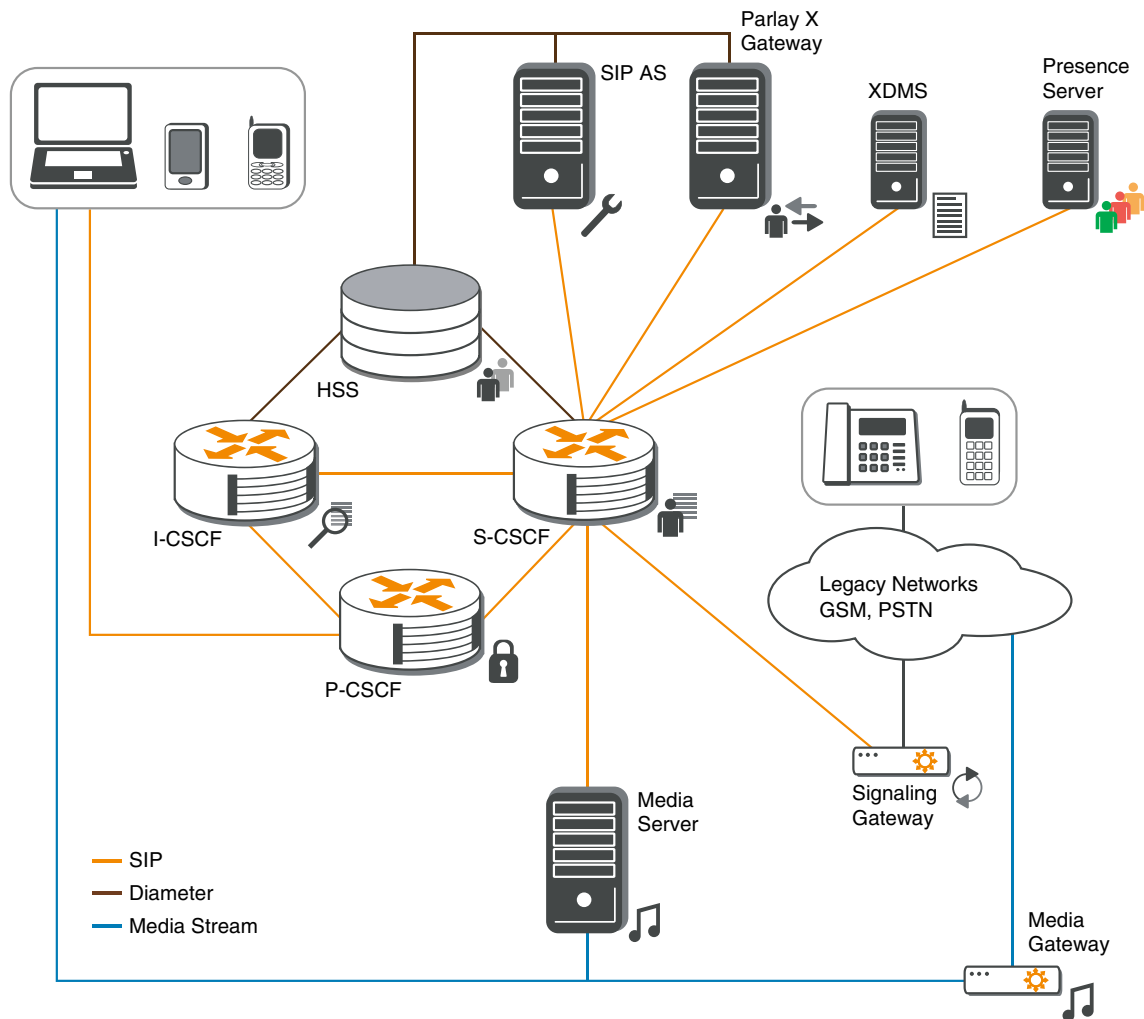 Parlay X
Gateway
SIP AS
XDMS
Presence
Server
HSS
I-CSCF
S-CSCF
P-CSCF
Legacy Networks
GSM, PSTN
Signaling
Gateway
Media
Server
SIP
Diameter
Media Stream
Media
Gateway